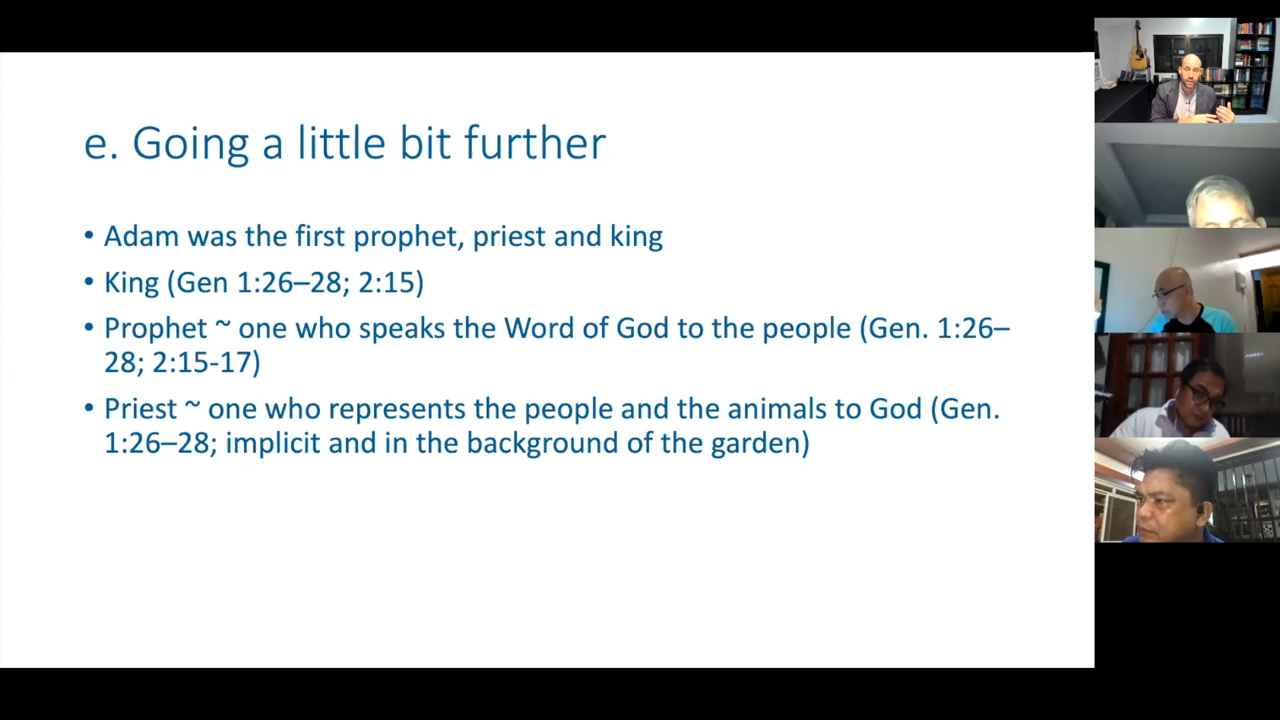 e. Going a little bit further
• Adam was the first prophet, priest and king
• King (Gen 1:26–28; 2:15)
• Prophet ~ one who speaks the Word of God to the people (Gen. 1:26–
28; 2:15-17)
• Priest ~ one who represents the people and the animals to God (Gen.
1:26–28; implicit and in the background of the garden)